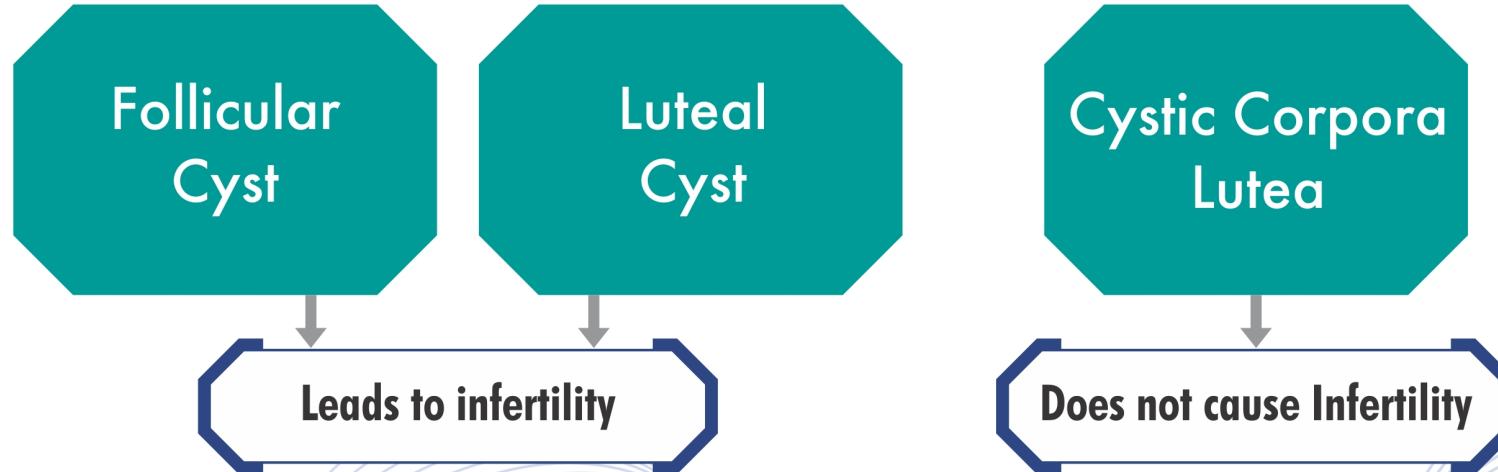 Follicular
Cyst
Luteal
Cyst
Cystic Corpora
Lutea
Leads to infertility
Does not cause Infertility